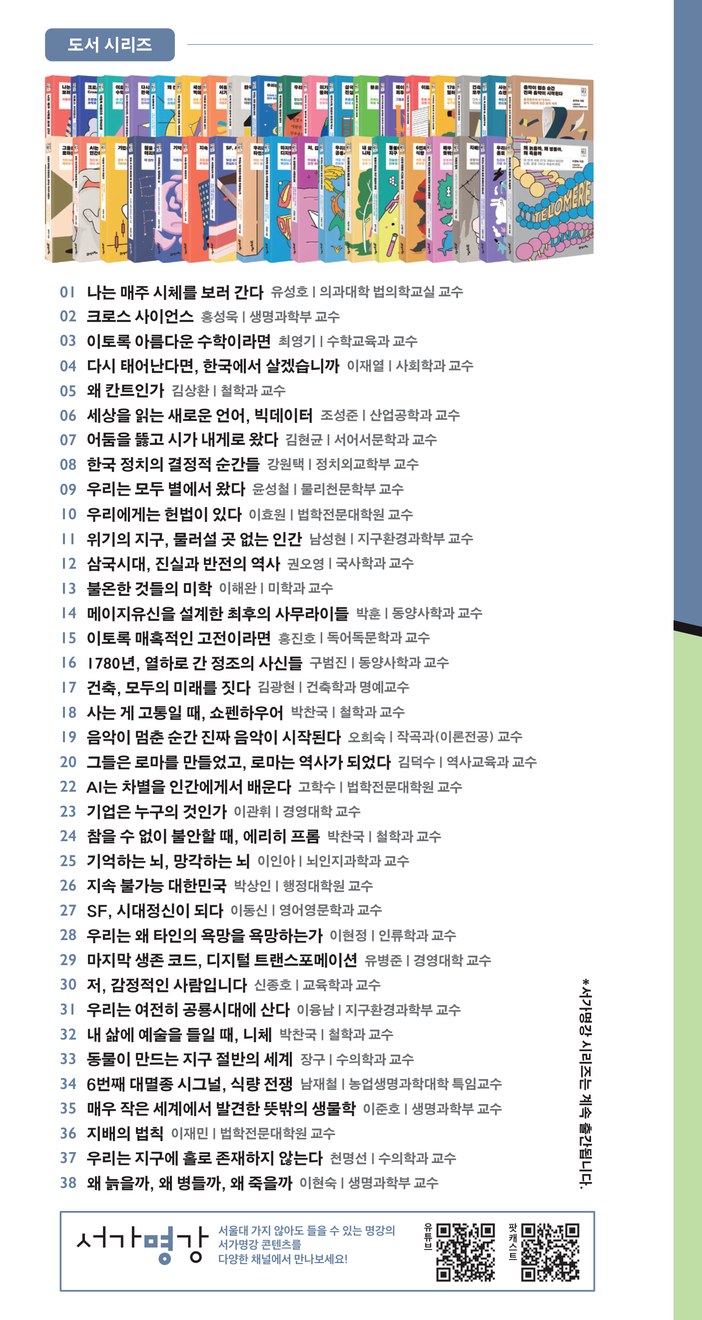 도서 시리즈
TELOMERE
01 나는 매주 시체를 보러 간다 유성호 | 의과대학 법의학교실 교수
02 크로스 사이언스 홍성욱 | 생명과학부 교수
03 이토록 아름다운 수학이라면 최영기 | 수학교육과 교수
04 다시 태어난다면, 한국에서 살겠습니까 이재열 | 사회학과 교수
05 왜 칸트인가 김상환 | 철학과 교수
06 세상을 읽는 새로운 언어, 빅데이터 조성준 | 산업공학과 교수
07 어둠을 뚫고 시가 내게로 왔다 김현균 | 서어서문학과 교수
08 한국 정치의 결정적 순간들 강원택 | 정치외교학부 교수
09 우리는 모두 별에서 왔다 윤성철 | 물리천문학부 교수
10 우리에게는 헌법이 있다 이효원 | 법학전문대학원 교수
11 위기의 지구, 물러설 곳 없는 인간 남성현 | 지구환경과학부 교수
12 삼국시대, 진실과 반전의 역사 권오영 | 국사학과 교수
13 불온한 것들의 미학 이해완 | 미학과 교수
14 메이지유신을 설계한 최후의 사무라이들 박훈 | 동양사학과 교수
15 이토록 매혹적인 고전이라면 홍진호 | 독어독문학과 교수
16 1780년, 열하로 간 정조의 사신들 구범진 | 동양사학과 교수
17 건축, 모두의 미래를 짓다 김광현 | 건축학과 명예교수
18 사는 게 고통일 때, 쇼펜하우어 박찬국 | 철학과 교수
19 음악이 멈춘 순간 진짜 음악이 시작된다 오희숙 | 작곡과(이론전공) 교수
20 그들은 로마를 만들었고, 로마는 역사가 되었다 김덕수 | 역사교육과 교수
22 AI는 차별을 인간에게서 배운다 고학수 | 법학전문대학원 교수
23 기업은 누구의 것인가 이관휘 | 경영대학 교수
24 참을 수 없이 불안할 때, 에리히 프롬 박찬국 | 철학과 교수
25 기억하는 뇌, 망각하는 뇌 이인아 | 뇌인지과학과 교수
26 지속 불가능 대한민국 박상인 | 행정대학원 교수
27 SF, 시대정신이 되다 이동신 | 영어영문학과 교수
28 우리는 왜 타인의 욕망을 욕망하는가 이현정 | 인류학과 교수
29 마지막 생존 코드, 디지털 트랜스포메이션 유병준 | 경영대학 교수
30 저, 감정적인 사람입니다 신종호 | 교육학과 교수
31 우리는 여전히 공룡시대에 산다 이융남 | 지구환경과학부 교수
32 내 삶에 예술을 들일 때, 니체 박찬국 | 철학과 교수
33 동물이 만드는 지구 절반의 세계 장구 | 수의학과 교수
34 6번째 대멸종 시그널, 식량 전쟁 남재철 | 농업생명과학대학 특임교수
35 매우 작은 세계에서 발견한 뜻밖의 생물학 이준호 | 생명과학부 교수
36 지배의 법칙 이재민 | 법학전문대학원 교수
37 우리는 지구에 홀로 존재하지 않는다 천명선 | 수의학과 교수
38 왜 늙을까, 왜 병들까, 왜 죽을까 이현숙 | 생명과학부 교수
*서가명강 시리즈는 계속 출간됩니다.
서가명강
서울대 가지 않아도 들을 수 있는 명강의
서가명강 콘텐츠를
다양한 채널에서 만나보세요!
유튜브
팟캐스트